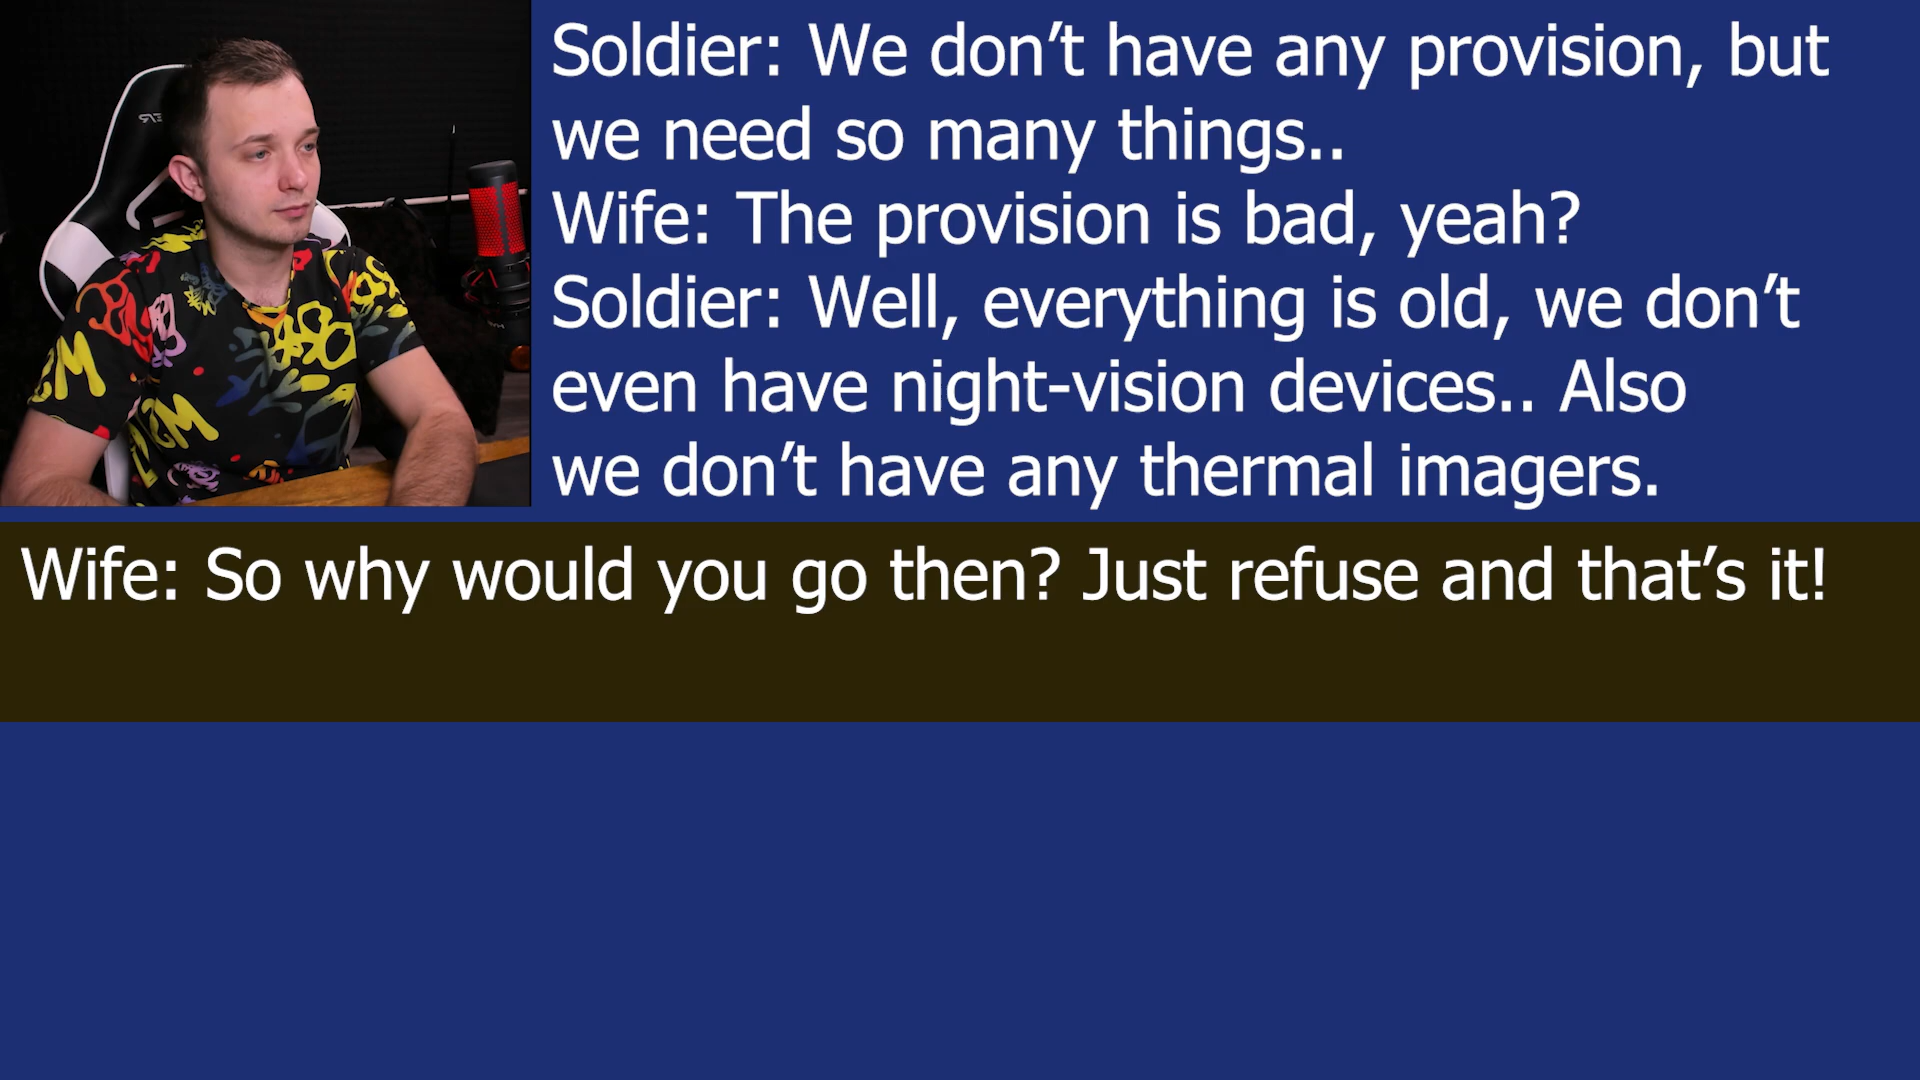 Soldier: We don’t have any provision, but
we need so many things..
Wife: The provision is bad, yeah?
Soldier: Well, everything is old, we don’t
even have night-vision devices.. Also
we don’t have any thermal imagers.
Wife: So why would you go then? Just refuse and that’s it!